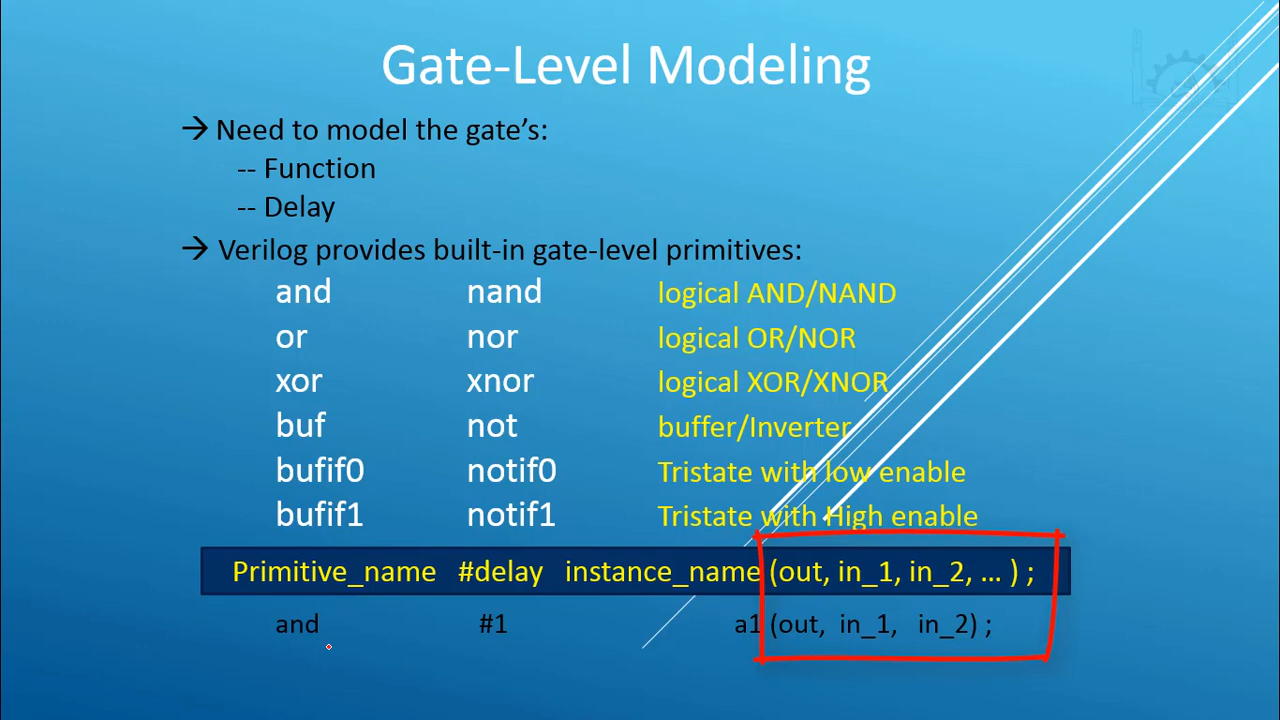 Gate-Level Modeling
→ Need to model the gate's:
-- Function
-- Delay
→ Verilog provides built-in gate-level primitives:
and nand logical AND/NAND
or nor logical OR/NOR
xor xnor logical XOR/XNOR
buf not buffer/Inverter
bufif0 notif0 Tristate with low enable
bufif1 notif1 Tristate with High enable
Primitive_name #delay instance_name (out, in_1, in_2, … ) ;
and #1 a1 (out, in_1, in_2) ;